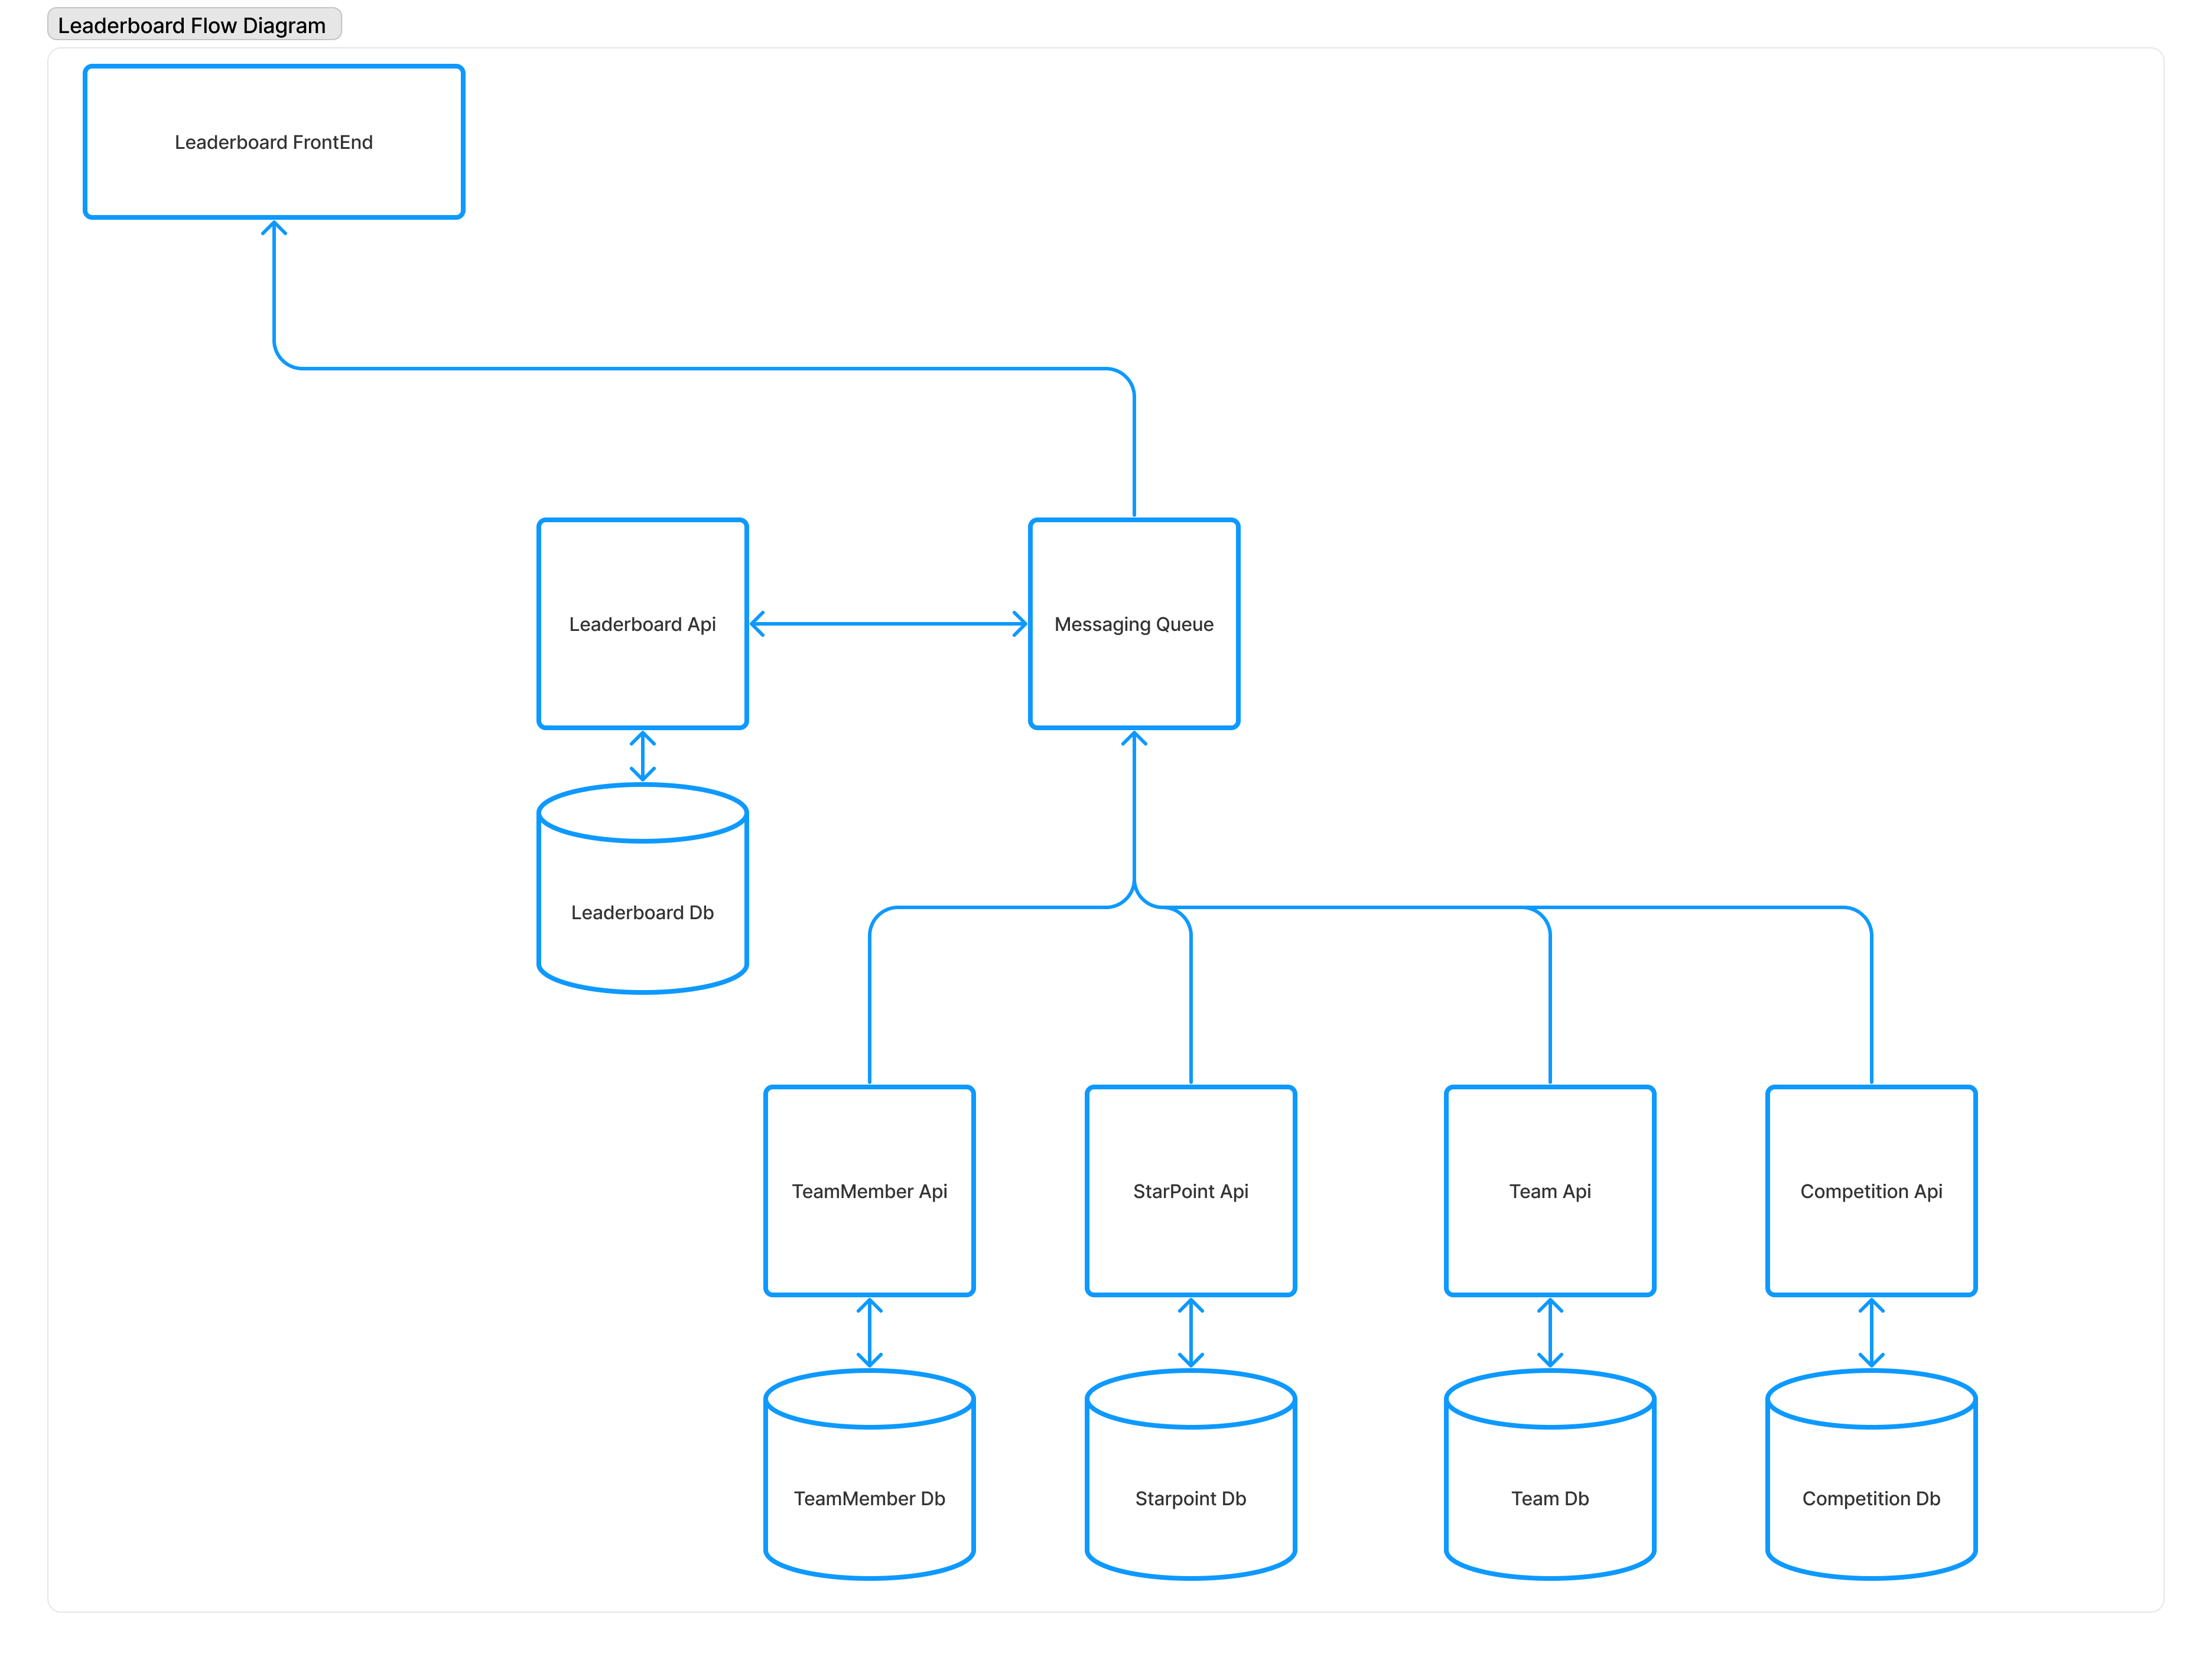 Leaderboard Flow Diagram
Leaderboard FrontEnd
Leaderboard Api
Messaging Queue
Leaderboard Db
TeamMember Api
StarPoint Api
Team Api
Competition Api
TeamMember Db
Starpoint Db
Team Db
Competition Db